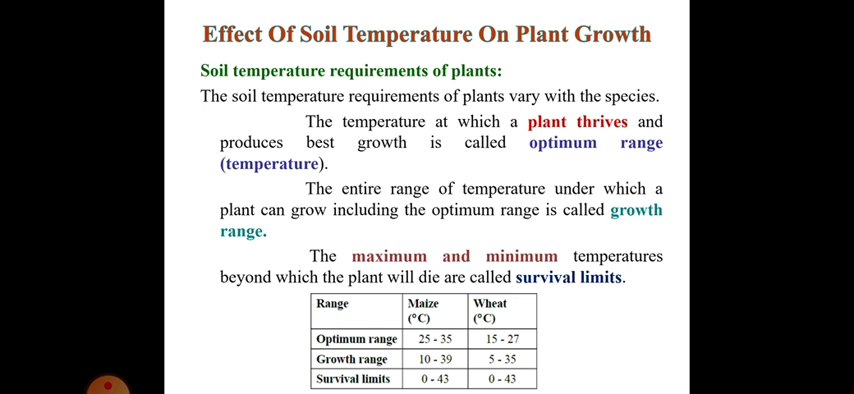 Effect Of Soil Temperature On Plant Growth
Soil temperature requirements of plants:
The soil temperature requirements of plants vary with the species.
The temperature at which a plant thrives and
produces best growth is called optimum range
(temperature).
The entire range of temperature under which a
plant can grow including the optimum range is called growth
range.
The maximum and minimum temperatures
beyond which the plant will die are called survival limits.
Range Maize Wheat
(°C) (°C)
Optimum range 25 - 35 15 - 27
Growth range 10 - 39 5 - 35
Survival limits 0 - 43 0 - 43